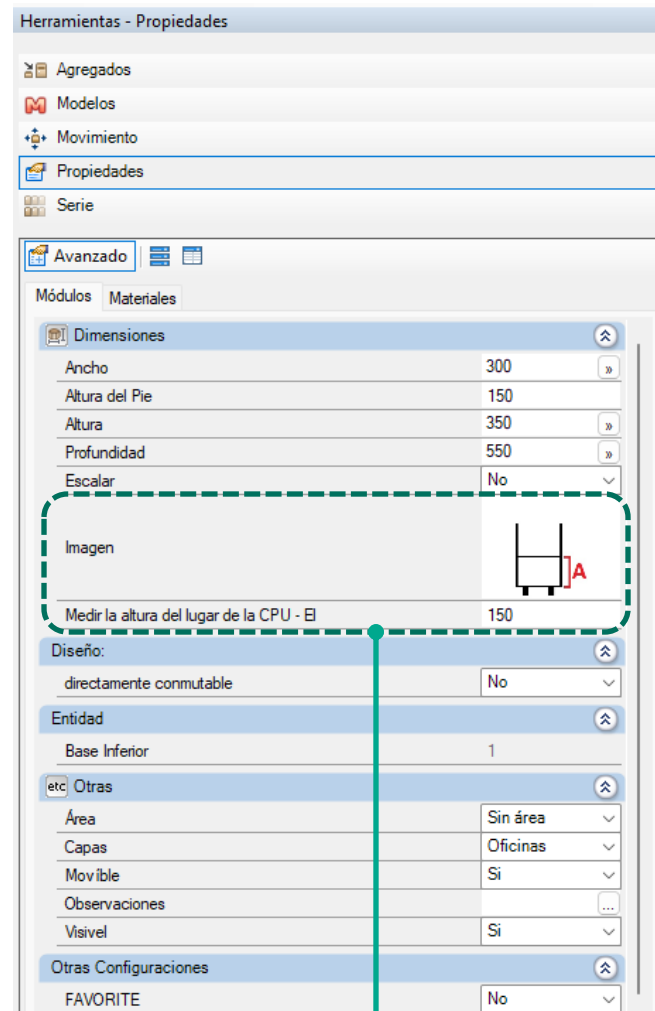 Herramientas - Propiedades
Agregados
Modelos
Movimiento
Propiedades
Serie
Avanzado
Módulos Materiales
Dimensiones
Ancho 300 »
Altura del Pie 150
Altura 350 »
Profundidad 550 »
Escalar No
Imagen A
Medir la altura del lugar de la CPU - El 150
Diseño:
directamente conmutable No
Entidad
Base Inferior 1
etc Otras
Área Sin área
Capas Oficinas
Movíble Si
Observaciones ...
Visivel Si
Otras Configuraciones
FAVORITE No